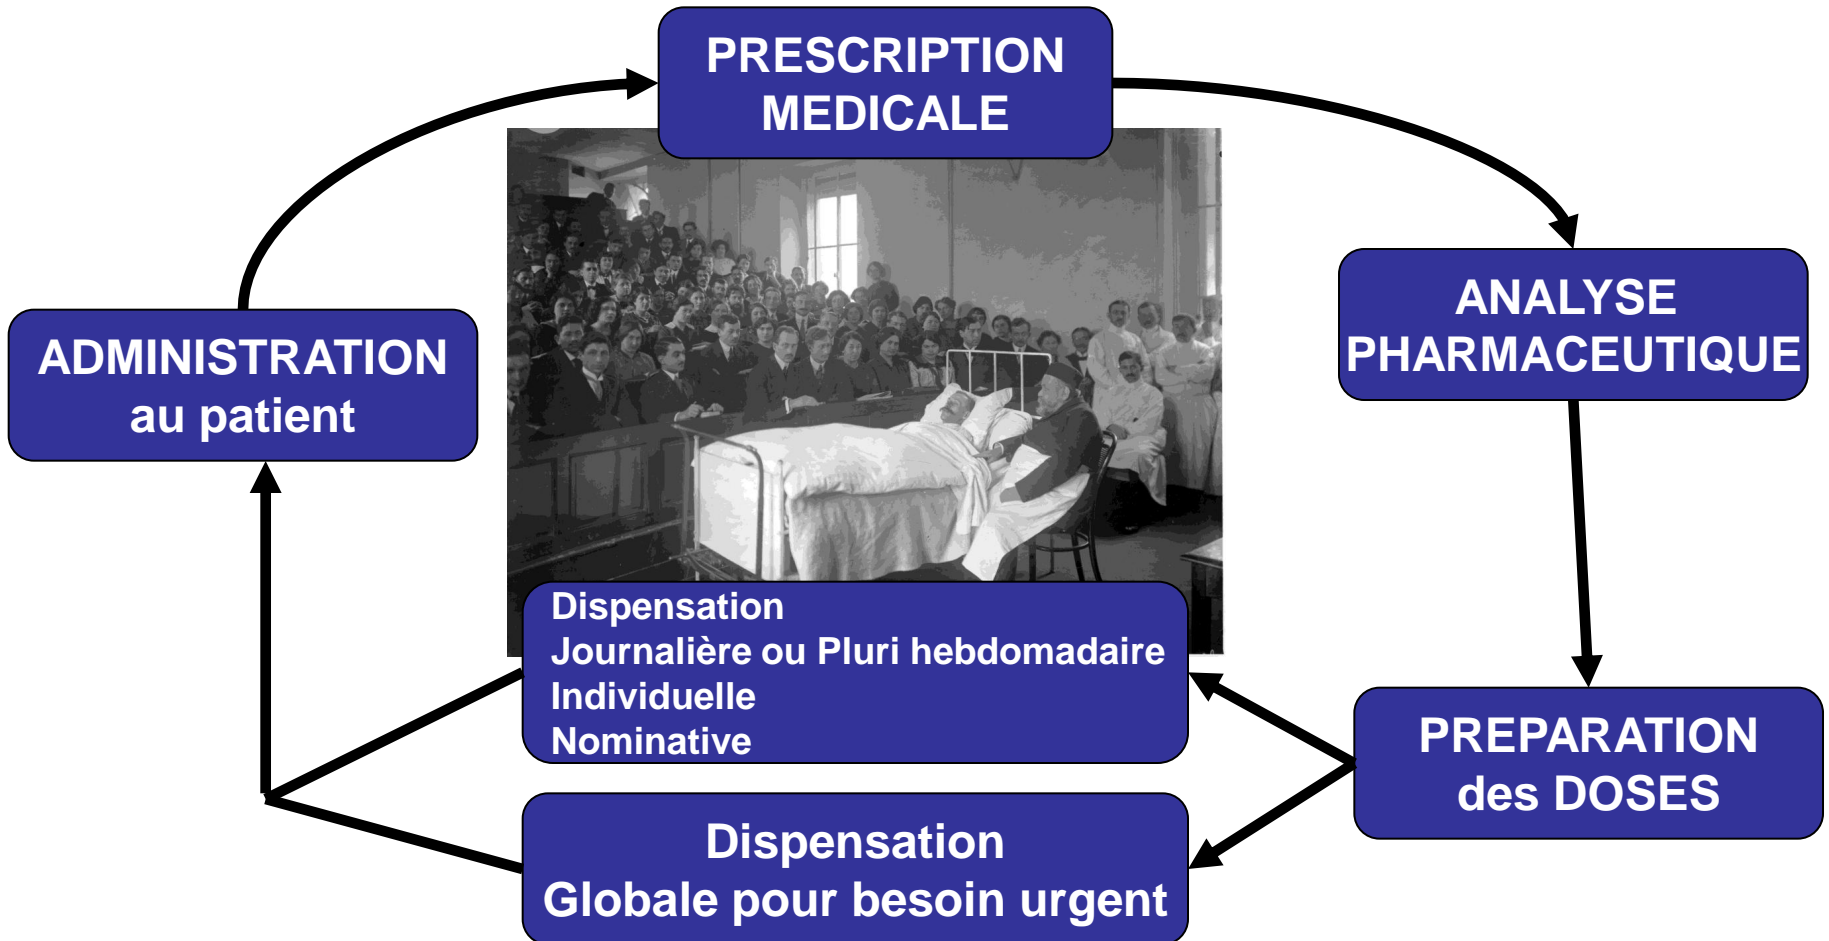 PRESCRIPTION
MEDICALE
ANALYSE
PHARMACEUTIQUE
ADMINISTRATION
au patient
Dispensation
Journalière ou Pluri hebdomadaire
Individuelle
Nominative
PREPARATION
des DOSES
Dispensation
Globale pour besoin urgent